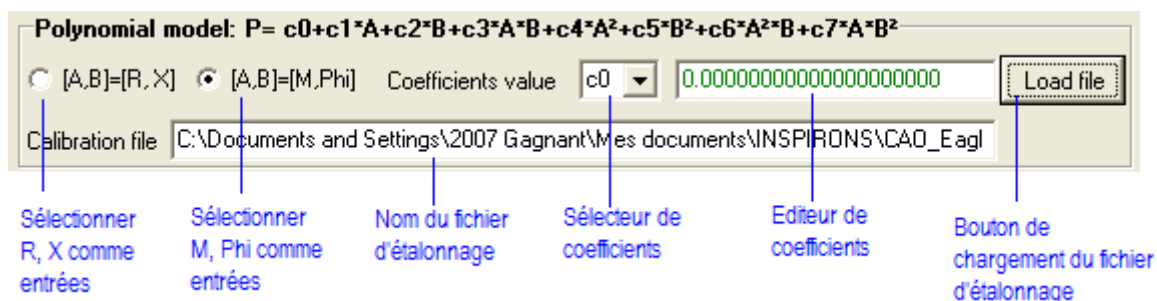 Polynomial model: P= c0+c1*A+c2*B+c3*A*B+c4*A²+c5*B²+c6*A²*B+c7*A*B²
[A,B]=[R, X] [A,B]=[M,Phi] Coefficients value c0 0.00000000000000000000 Load file
Calibration file C:\Documents and Settings\2007 Gagnant\Mes documents\INSPIRONS\CAO_Eagl
Sélectionner
R, X comme
entrées
Sélectionner
M, Phi comme
entrées
Nom du fichier
d'étalonnage
Sélecteur de
coefficients
Editeur de
coefficients
Bouton de
chargement du fichier
d'étalonnage